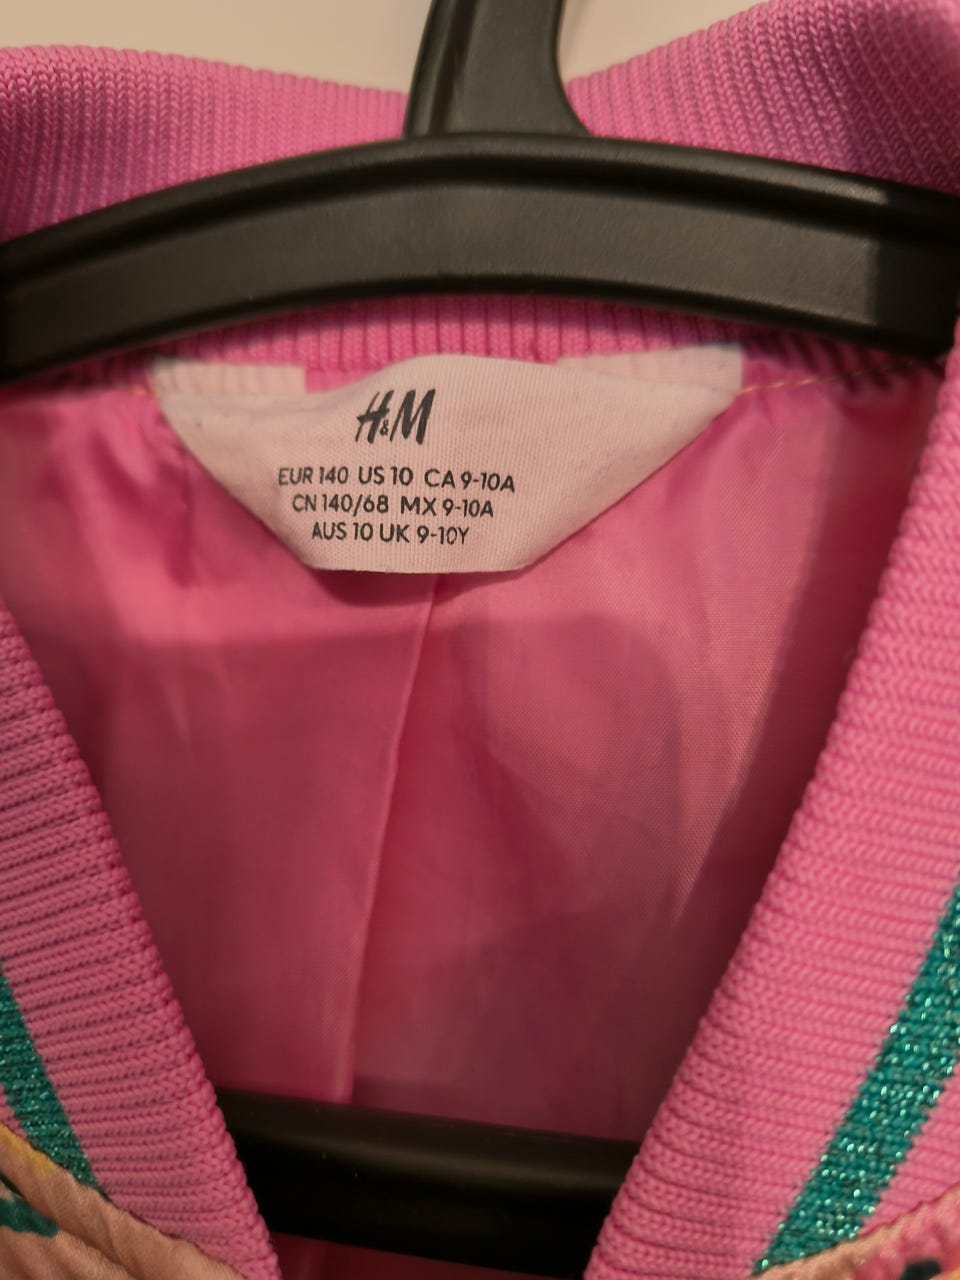 H&M
EUR 140 US 10 CA 9-10A
CN 140/68 MX 9-10A
AUS 10 UK 9-10Y